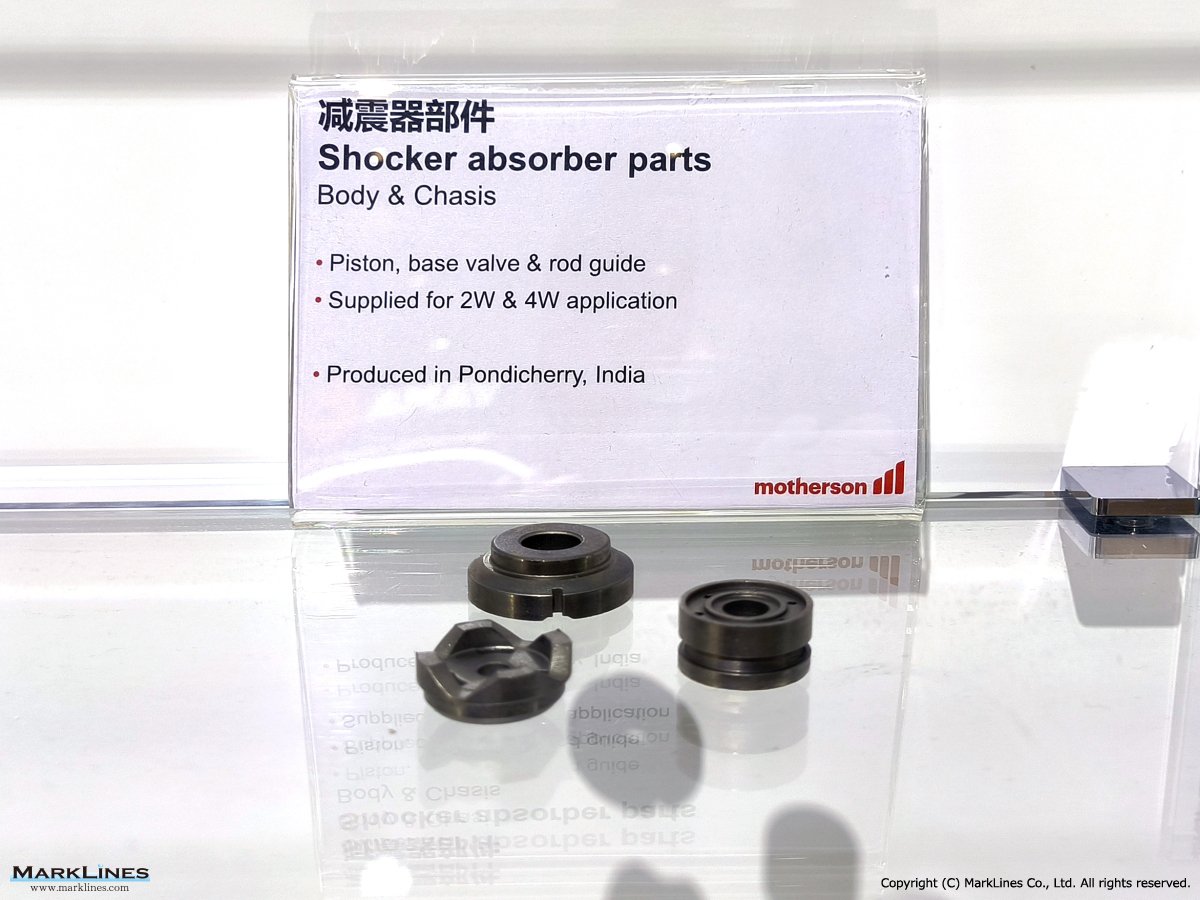 减震器部件
Shocker absorber parts
Body & Chasis
• Piston, base valve & rod guide
• Supplied for 2W & 4W application
• Produced in Pondicherry, India
motherson
MARKLINES
www.marklines.com
Copyright (C) MarkLines Co., Ltd. All rights reserved.